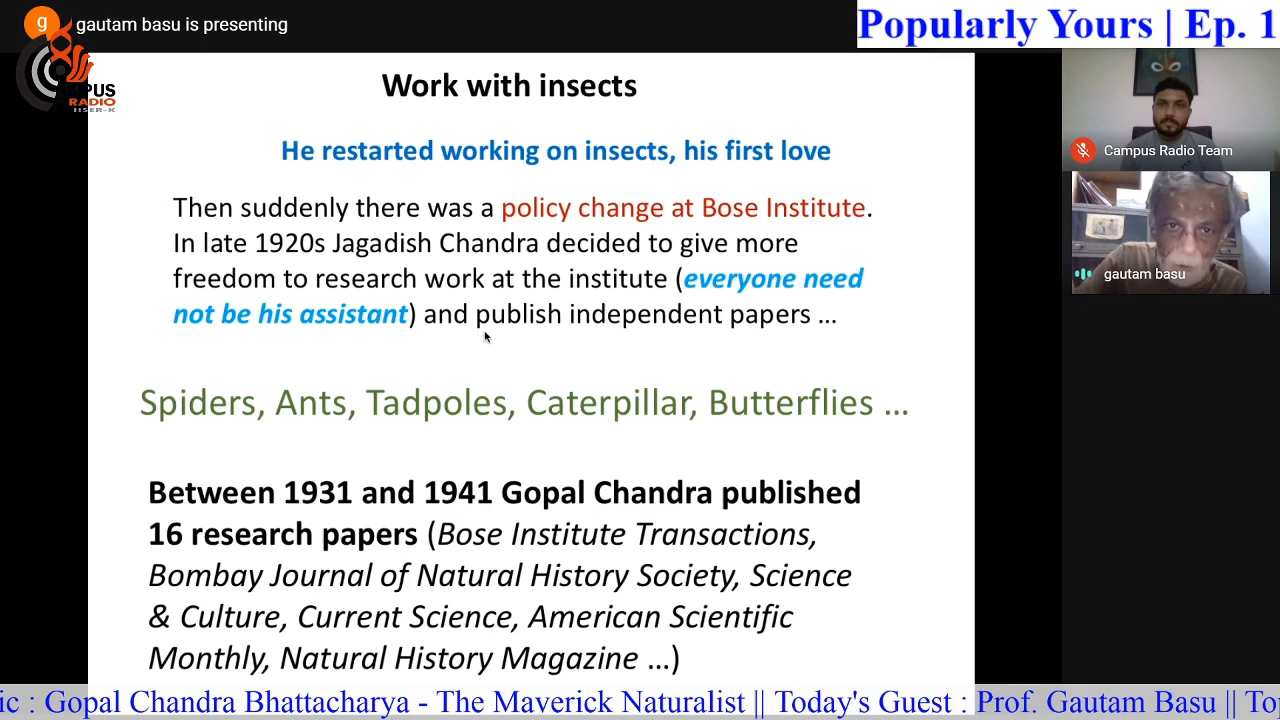 g gautam basu is presenting
Popularly Yours | Ep. 1
MPUS
RADIO
IISER-K
Work with insects
He restarted working on insects, his first love
Then suddenly there was a policy change at Bose Institute.
In late 1920s Jagadish Chandra decided to give more
freedom to research work at the institute (everyone need
not be his assistant) and publish independent papers ...
Spiders, Ants, Tadpoles, Caterpillar, Butterflies ...
Between 1931 and 1941 Gopal Chandra published
16 research papers (Bose Institute Transactions,
Bombay Journal of Natural History Society, Science
& Culture, Current Science, American Scientific
Monthly, Natural History Magazine ...)
Campus Radio Team
gautam basu
ic : Gopal Chandra Bhattacharya - The Maverick Naturalist || Today's Guest : Prof. Gautam Basu || To